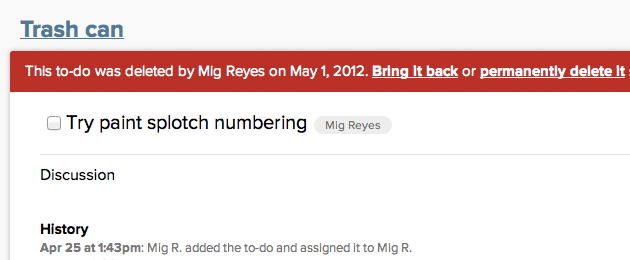 Trash can
This to-do was deleted by Mig Reyes on May 1, 2012. Bring it back or permanently delete it
Try paint splotch numbering Mig Reyes
Discussion
History
Apr 25 at 1:43pm: Mig R. added the to-do and assigned it to Mig R.